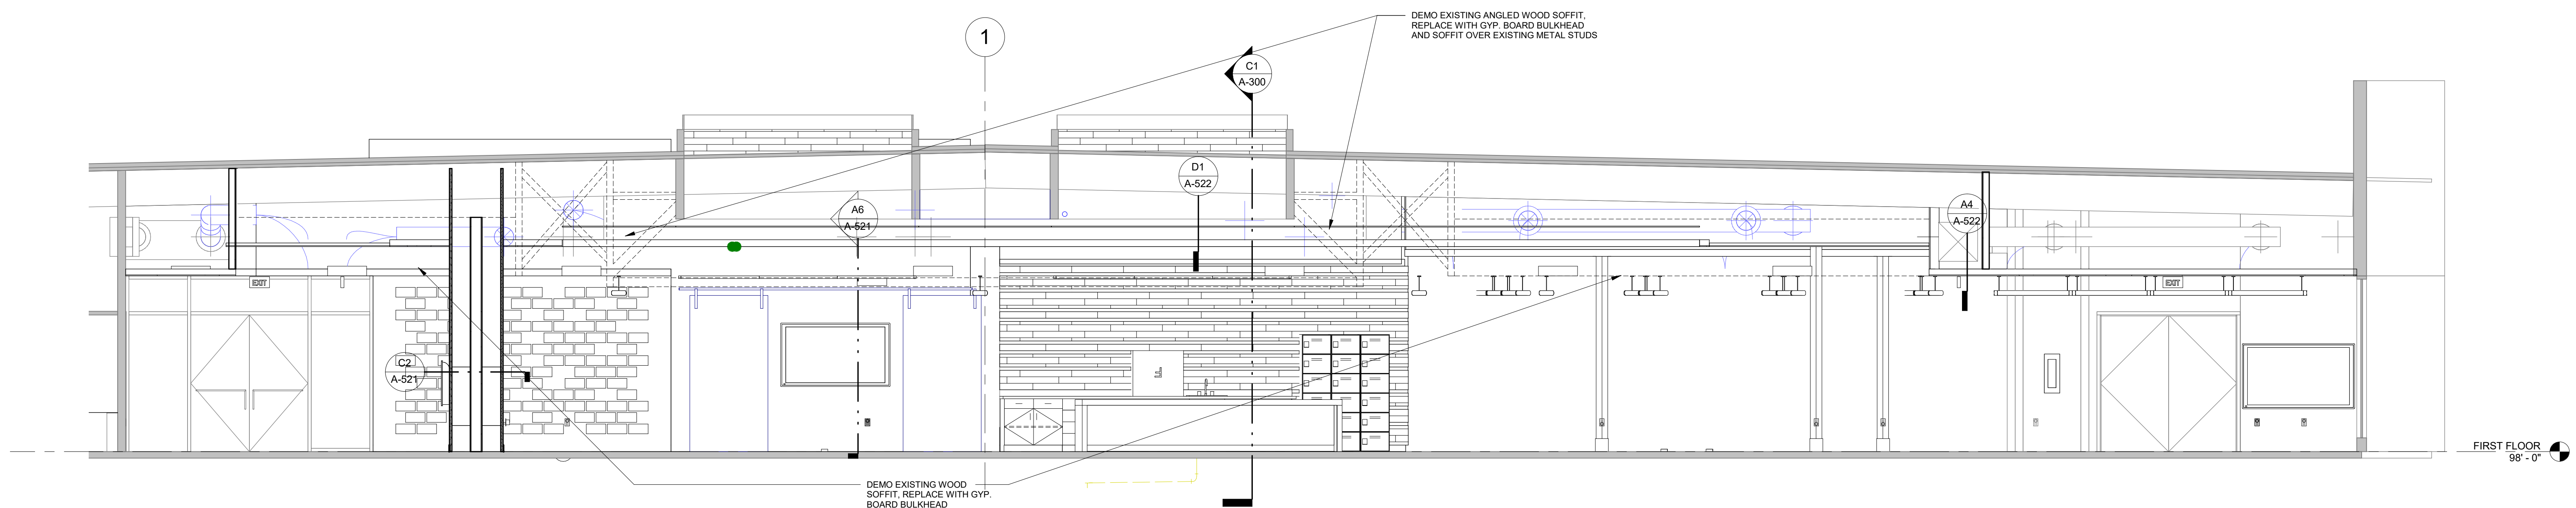 DEMO EXISTING ANGLED WOOD SOFFIT,
REPLACE WITH GYP. BOARD BULKHEAD
AND SOFFIT OVER EXISTING METAL STUDS
1
C1
A-300
D1
A-522
A6
A-521
A4
A-522
EXIT
EXIT
C2
A-521
FIRST FLOOR
98' - 0"
DEMO EXISTING WOOD
SOFFIT, REPLACE WITH GYP.
BOARD BULKHEAD